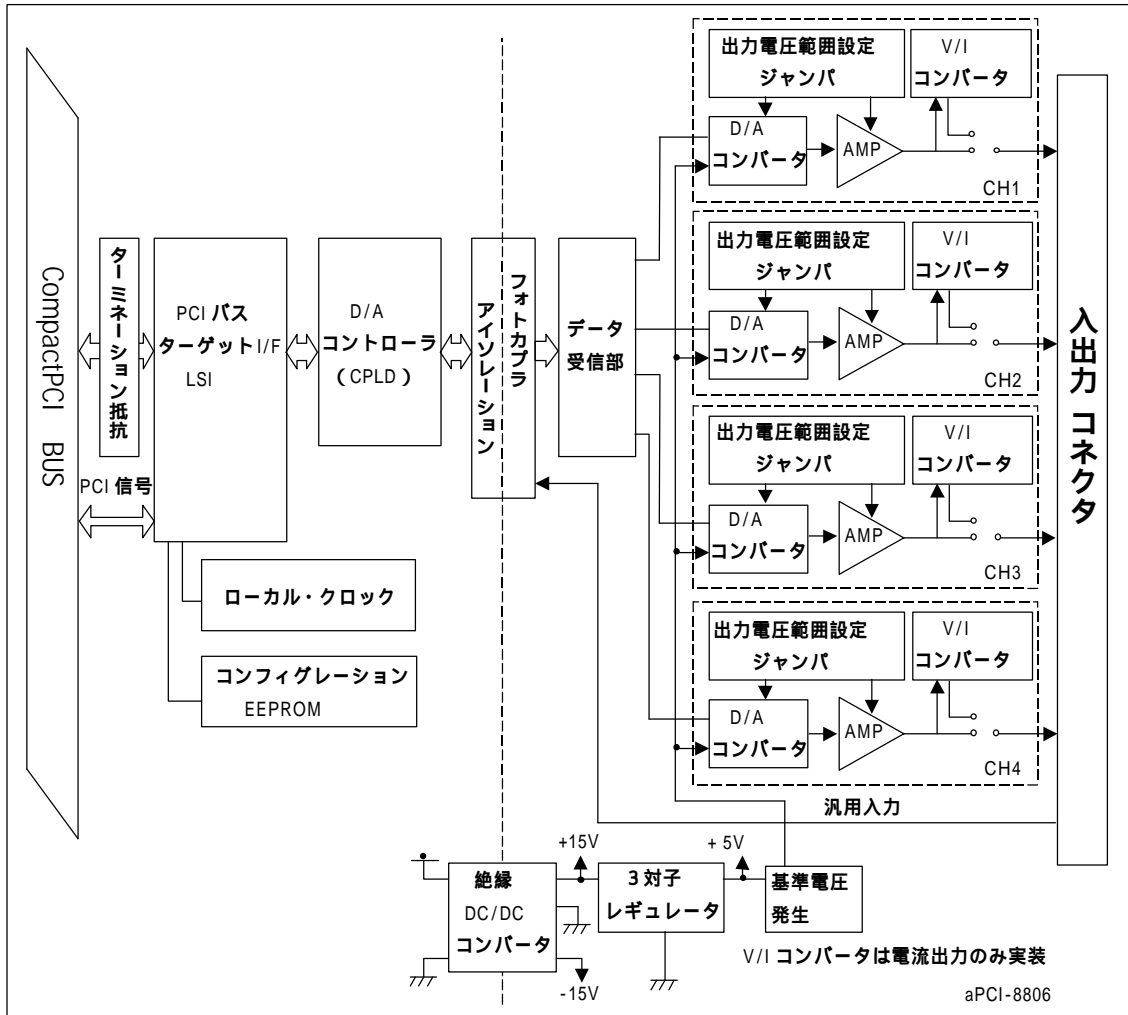 CompactPCI BUS
ターミネーション抵抗
PCI 信号
PCI バス
ターゲット I/F
LSI
ローカル・クロック
コンフィグレーション
EEPROM
D/A
コントローラ
( CPLD )
アイソレーション
フォトカプラ
データ
受信部
出力電圧範囲設定
ジャンパ
V/I
コンバータ
D/A
コンバータ
AMP
CH1
出力電圧範囲設定
ジャンパ
V/I
コンバータ
D/A
コンバータ
AMP
CH2
出力電圧範囲設定
ジャンパ
V/I
コンバータ
D/A
コンバータ
AMP
CH3
出力電圧範囲設定
ジャンパ
V/I
コンバータ
D/A
コンバータ
AMP
CH4
入出力 コネクタ
汎用入力
絶縁
DC/DC
コンバータ
+15V
-15V
3対子
レギュレータ
+ 5V
基準電圧
発生
V/I コンバータは電流出力のみ実装
aPCI-8806